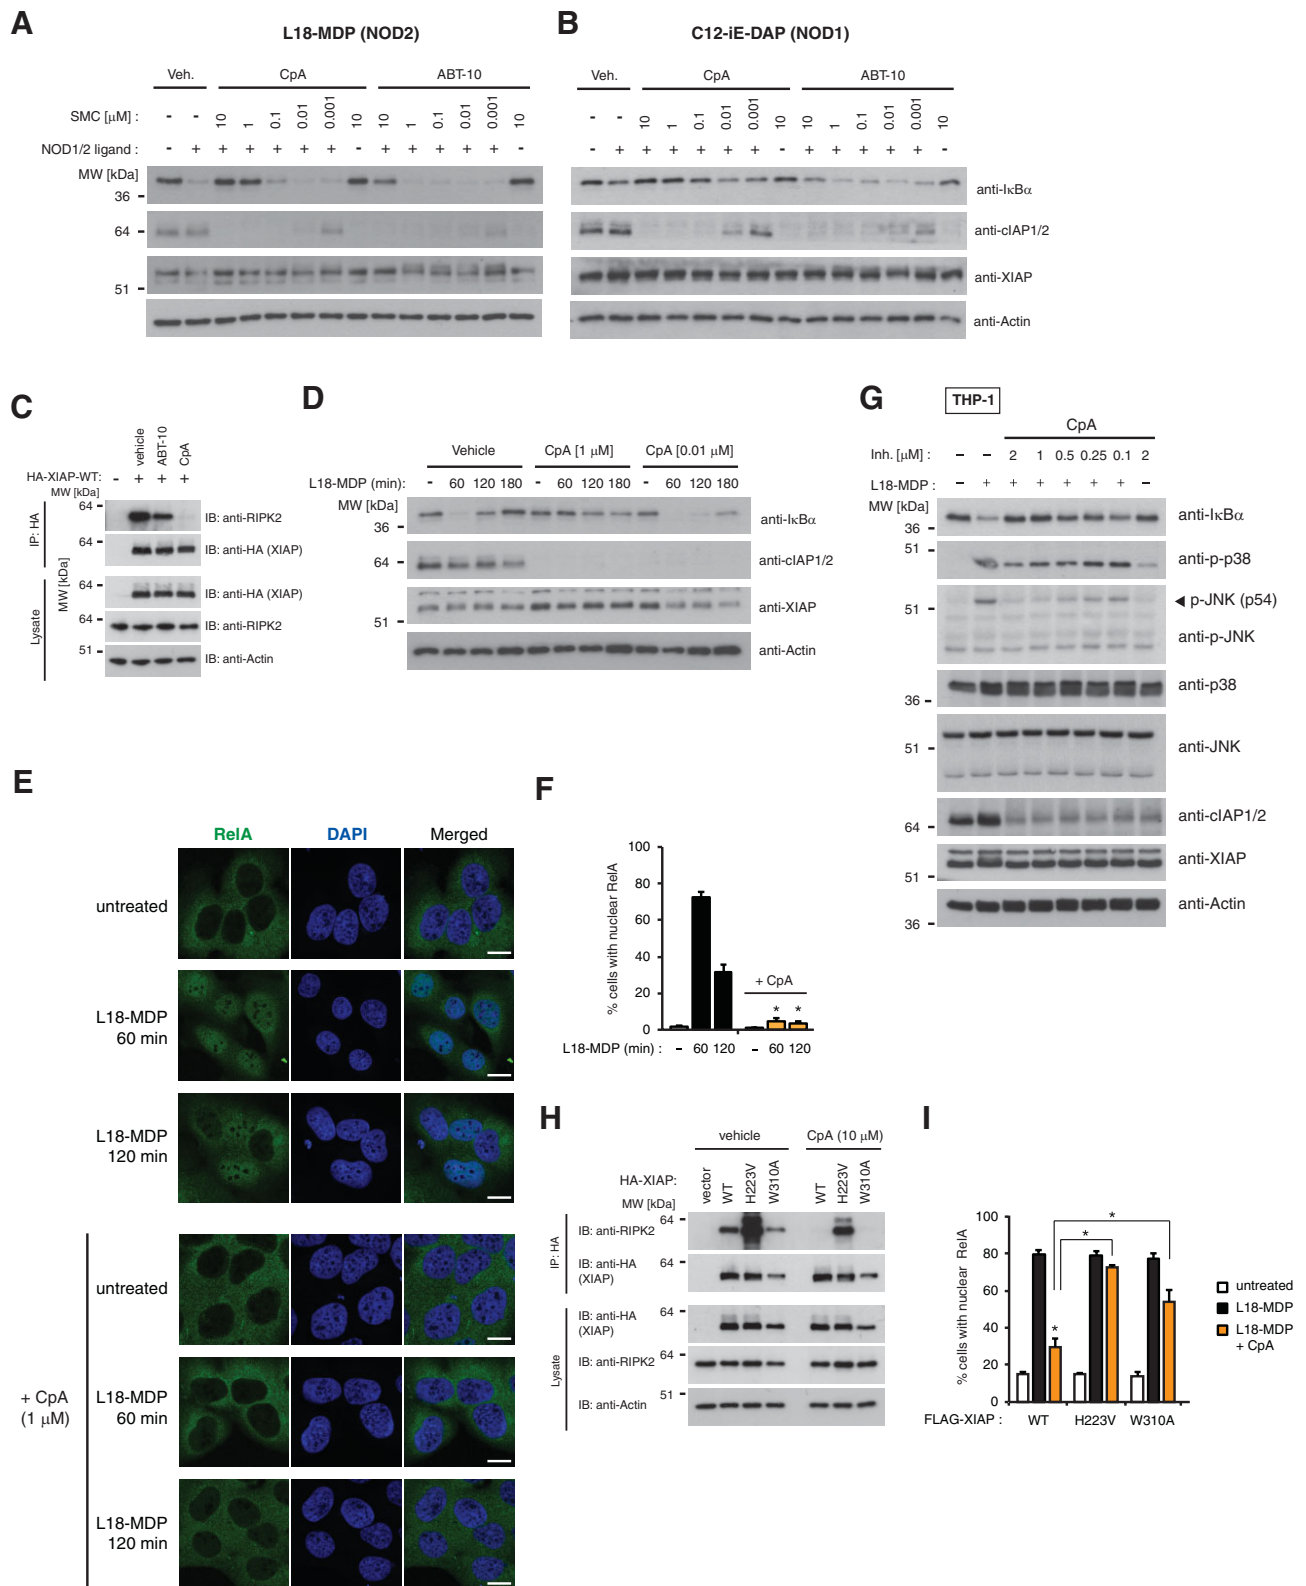 A
L18-MDP (NOD2)
Veh. CpA ABT-10
SMC [µM] : - - 10 1 0.1 0.01 0.001 10 10 1 0.1 0.01 0.001 10
NOD1/2 ligand : - + + + + + + - + + + + + -
MW [kDa]
36
64
51
B
C12-iE-DAP (NOD1)
Veh. CpA ABT-10
- - 10 1 0.1 0.01 0.001 10 10 1 0.1 0.01 0.001 10
- + + + + + + - + + + + + -
anti-IκBα
anti-cIAP1/2
anti-XIAP
anti-Actin
C
vehicle ABT-10 CpA
HA-XIAP-WT: - + + +
MW [kDa]
IP: HA
64 IB: anti-RIPK2
64 IB: anti-HA (XIAP)
MW [kDa]
Lysate
64 IB: anti-HA (XIAP)
64 IB: anti-RIPK2
51 IB: anti-Actin
D
Vehicle CpA [1 µM] CpA [0.01 µM]
L18-MDP (min): - 60 120 180 - 60 120 180 - 60 120 180
MW [kDa]
36 anti-IκBα
64 anti-cIAP1/2
anti-XIAP
51
anti-Actin
G
THP-1
CpA
Inh. [µM] : – – 2 1 0.5 0.25 0.1 2
L18-MDP : – + + + + + + –
MW [kDa]
36 anti-IκBα
51 anti-p-p38
51 ◄ p-JNK (p54)
anti-p-JNK
anti-p38
36
51 anti-JNK
64 anti-cIAP1/2
anti-XIAP
51
anti-Actin
36
E
RelA DAPI Merged
untreated
L18-MDP
60 min
L18-MDP
120 min
+ CpA
(1 µM)
untreated
L18-MDP
60 min
L18-MDP
120 min
F
% cells with nuclear RelA
100
80
60
40
20
0
+ CpA
* *
L18-MDP (min) : – 60 120 – 60 120
H
vehicle CpA (10 µM)
HA-XIAP: vector WT H223V W310A WT H223V W310A
MW [kDa]
IP: HA
IB: anti-RIPK2 64
IB: anti-HA 64
(XIAP)
Lysate
IB: anti-HA 64
(XIAP)
IB: anti-RIPK2 64
IB: anti-Actin 51
I
% cells with nuclear RelA
100
80
60
40
20
0
*
*
*
FLAG-XIAP : WT H223V W310A
untreated
L18-MDP
L18-MDP
+ CpA